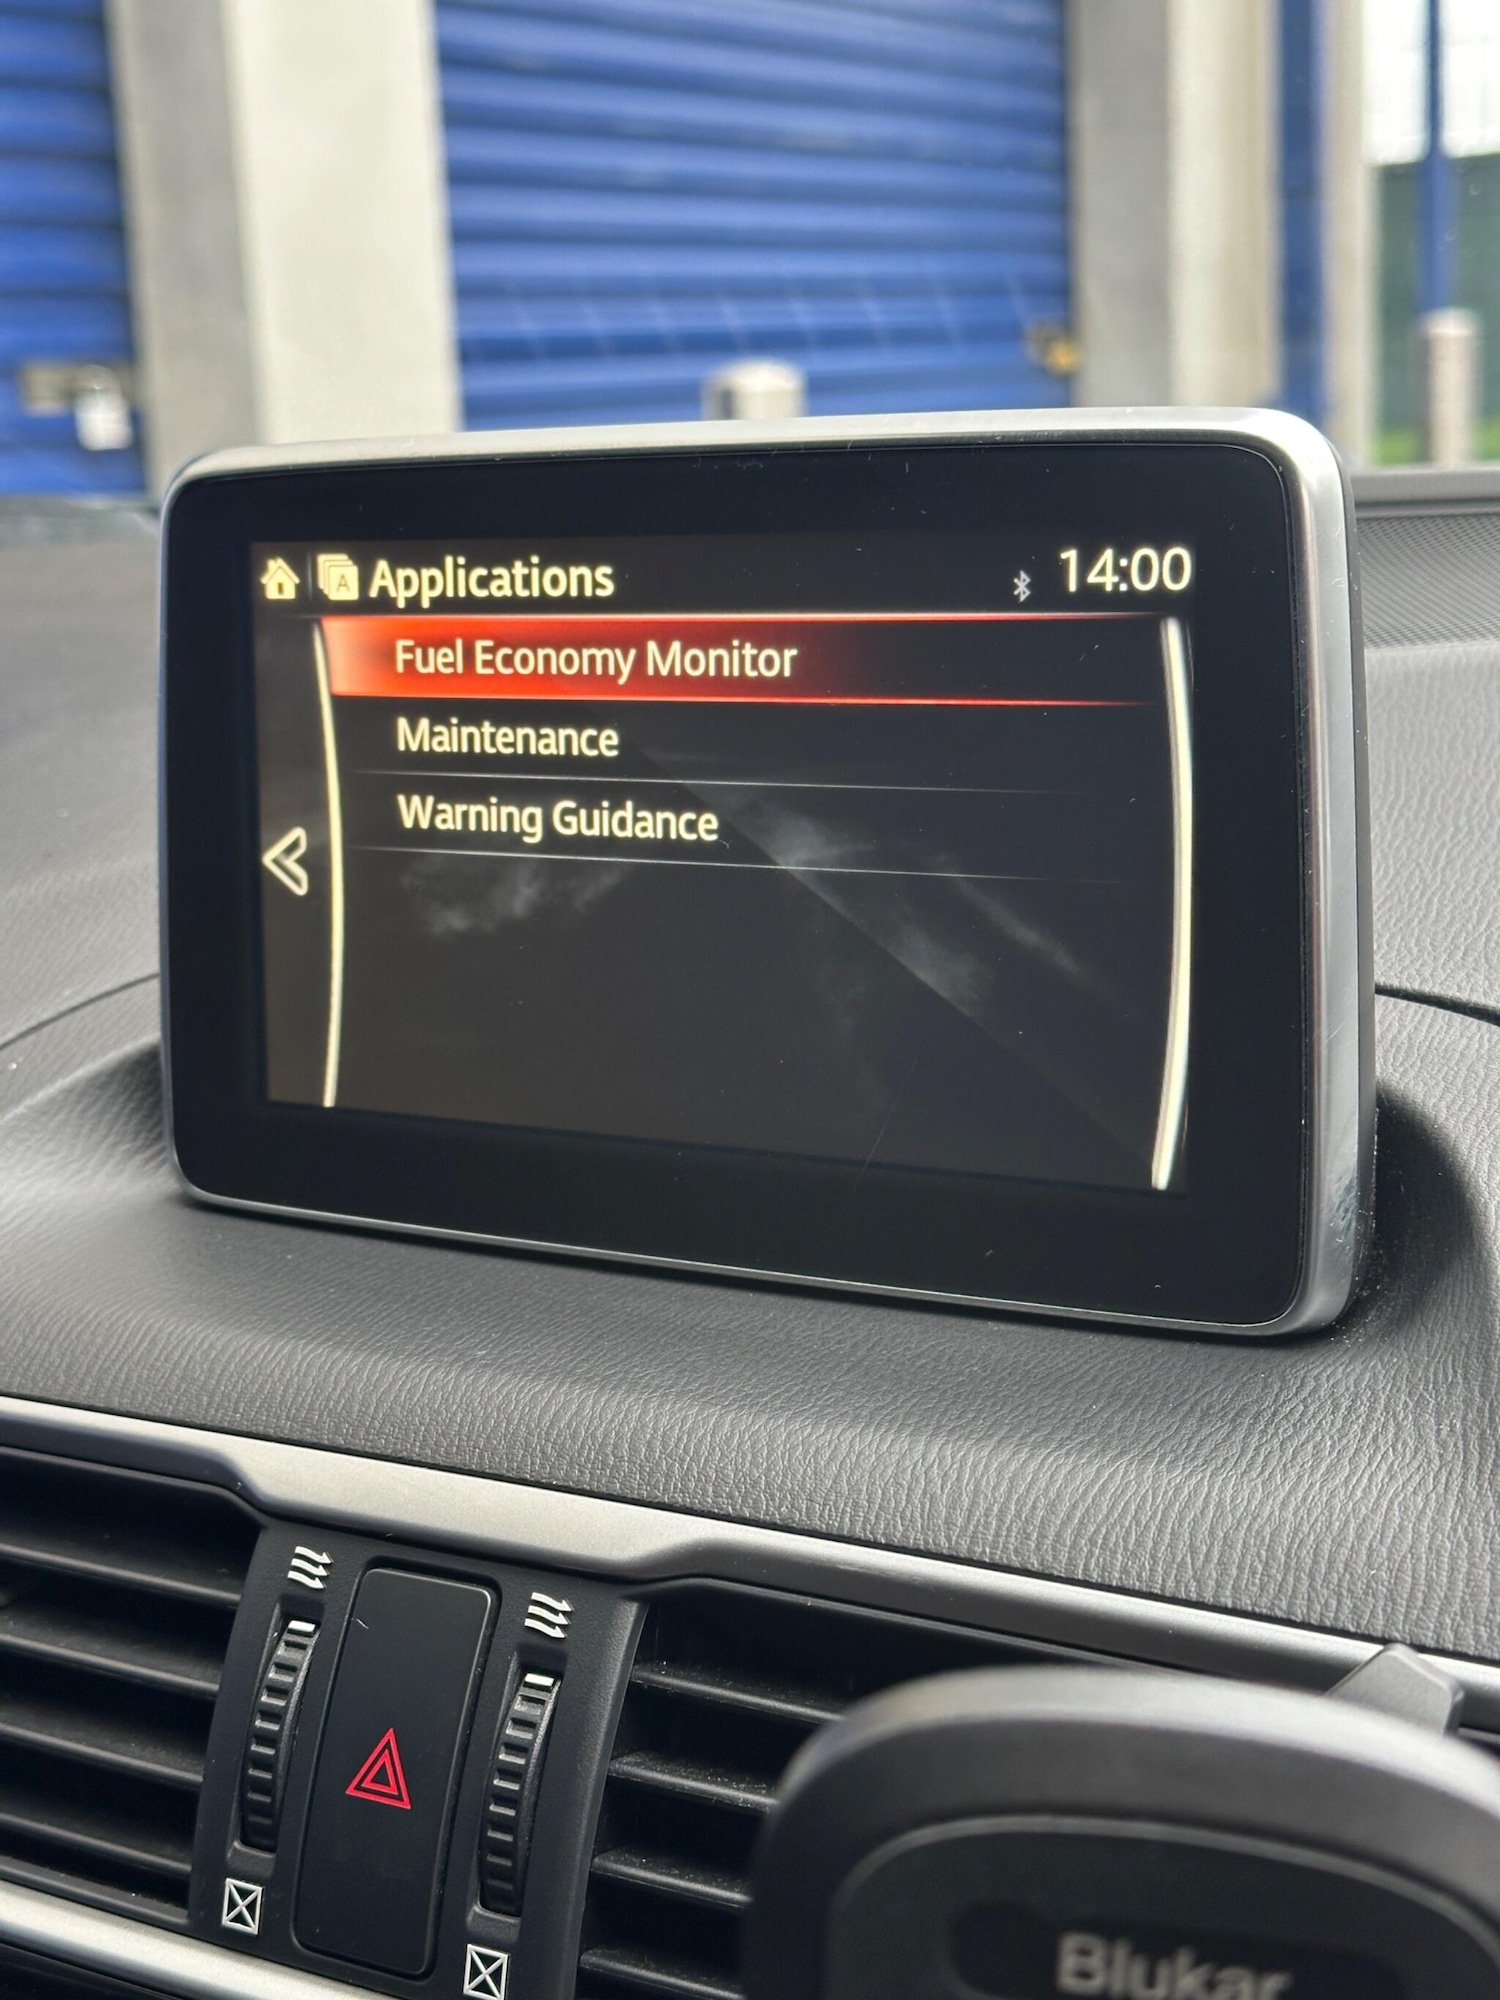 Applications
14:00
Fuel Economy Monitor
Maintenance
Warning Guidance
Blukar